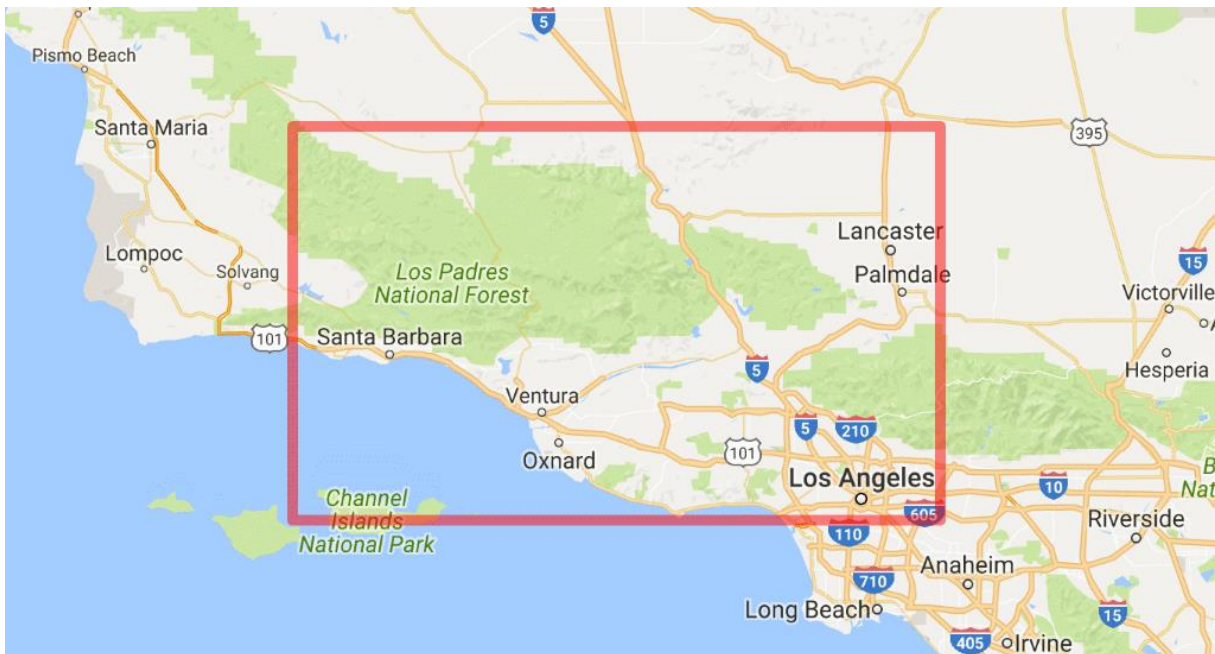 5
Pismo Beach
Santa Maria
395
Lompoc
Solvang
Los Padres
National Forest
Lancaster
Palmdale
15
Victorville
101
Santa Barbara
5
Hesperia
Ventura
Oxnard
5
210
101
Los Angeles
10
Channel
Islands
National Park
605
110
Riverside
Anaheim
710
Long Beach
15
405
Irvine